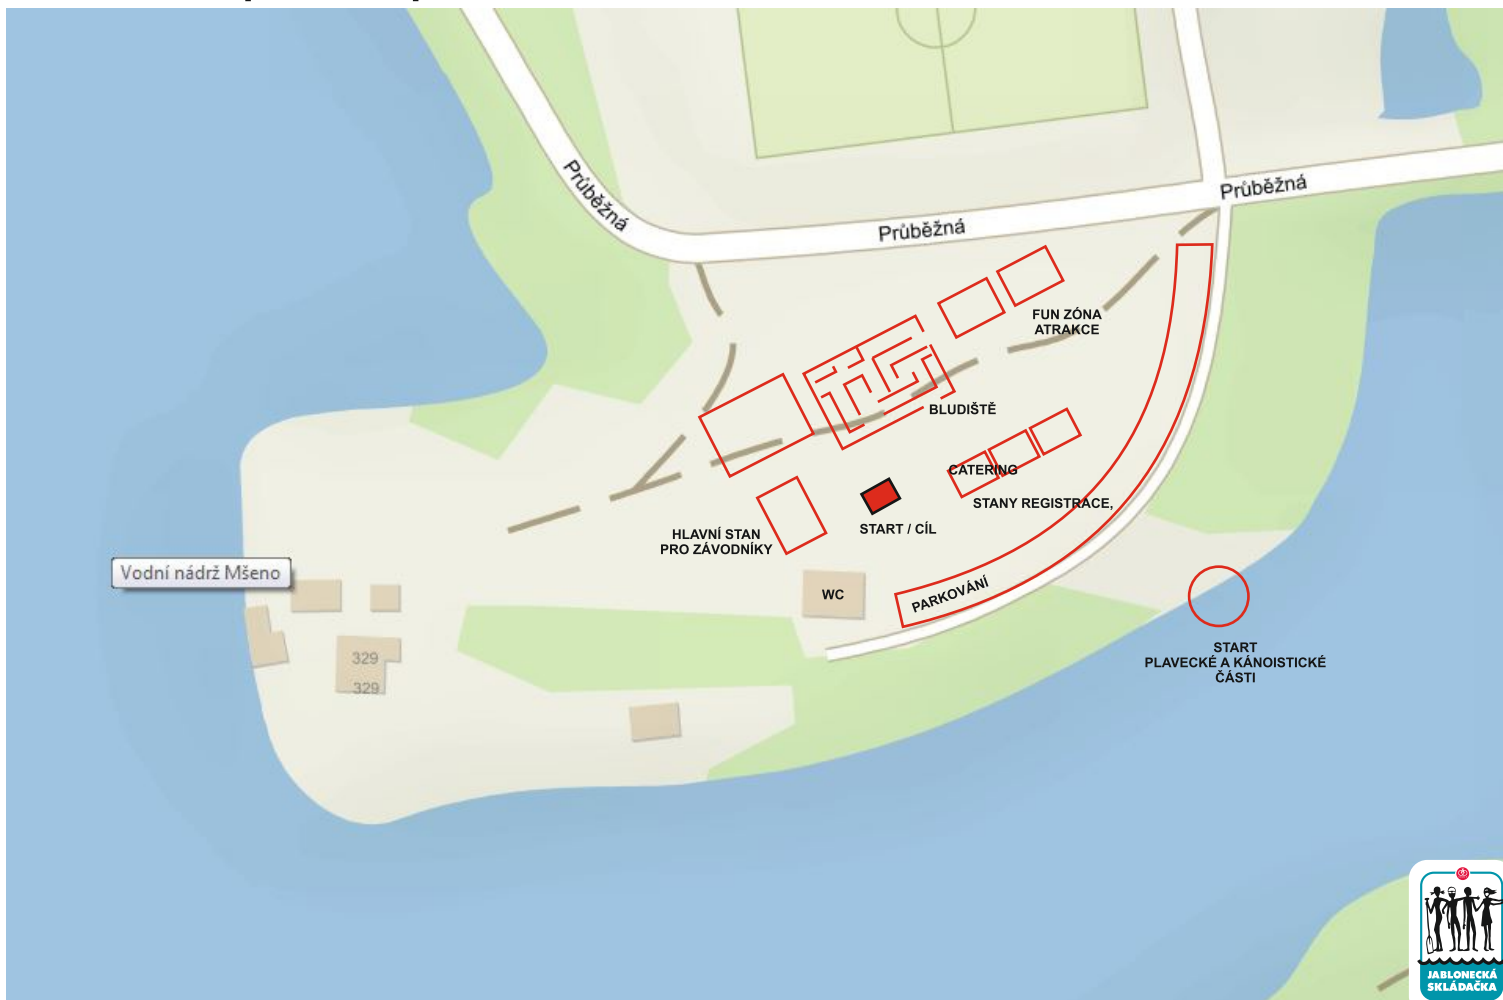 Průběžná
Průběžná
Průběžná
FUN ZÓNA
ATRAKCE
BLUDIŠTĚ
CATERING
STANY REGISTRACE,
START / CÍL
HLAVNÍ STAN
PRO ZÁVODNÍKY
Vodní nádrž Mšeno
WC
PARKOVÁNÍ
START
PLAVECKÉ A KÁNOISTICKÉ
ČÁSTI
329
329
JABLONECKÁ
SKLÁDAČKA